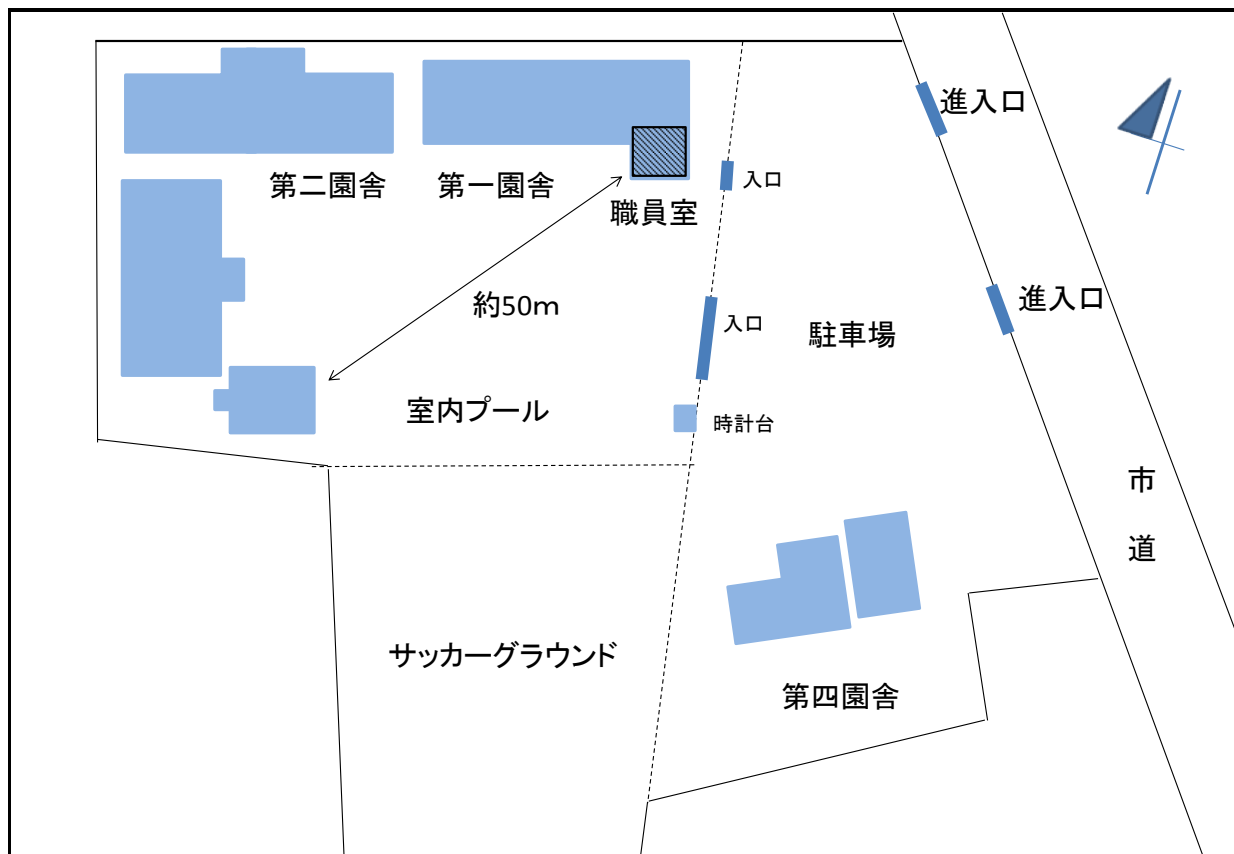 進入口
第二園舎
第一園舎
入口
職員室
約50m
進入口
入口
駐車場
室内プール
時計台
市
道
サッカーグラウンド
第四園舎